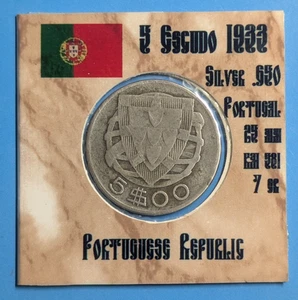 5 Escudo 1933
Silver .650
Portugal
25 mm
KM 581
7 gr
5$00
Portuguese Republic